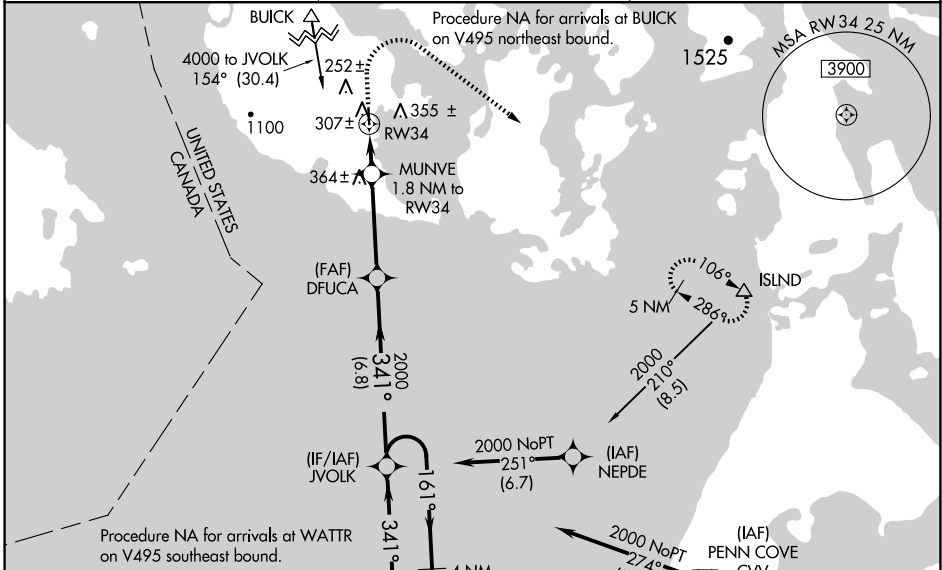 BUICK
Procedure NA for arrivals at BUICK
on V495 northeast bound.
4000 to JVOLK
154° (30.4)
252±
1525
MSA RW34 25 NM
3900
1100
307±
355 ±
RW34
UNITED STATES
CANADA
364±
MUNVE
1.8 NM to
RW34
(FAF)
DFUCA
106°
ISLND
5 NM
286°
2000
341°
(6.8)
2000
210°
(8.5)
(IF/IAF)
JVOLK
2000 NoPT
251°
(6.7)
(IAF)
NEPDE
161°
341°
Procedure NA for arrivals at WATTR
on V495 southeast bound.
2000 NoPT
274°
(IAF)
PENN COVE
4 NM